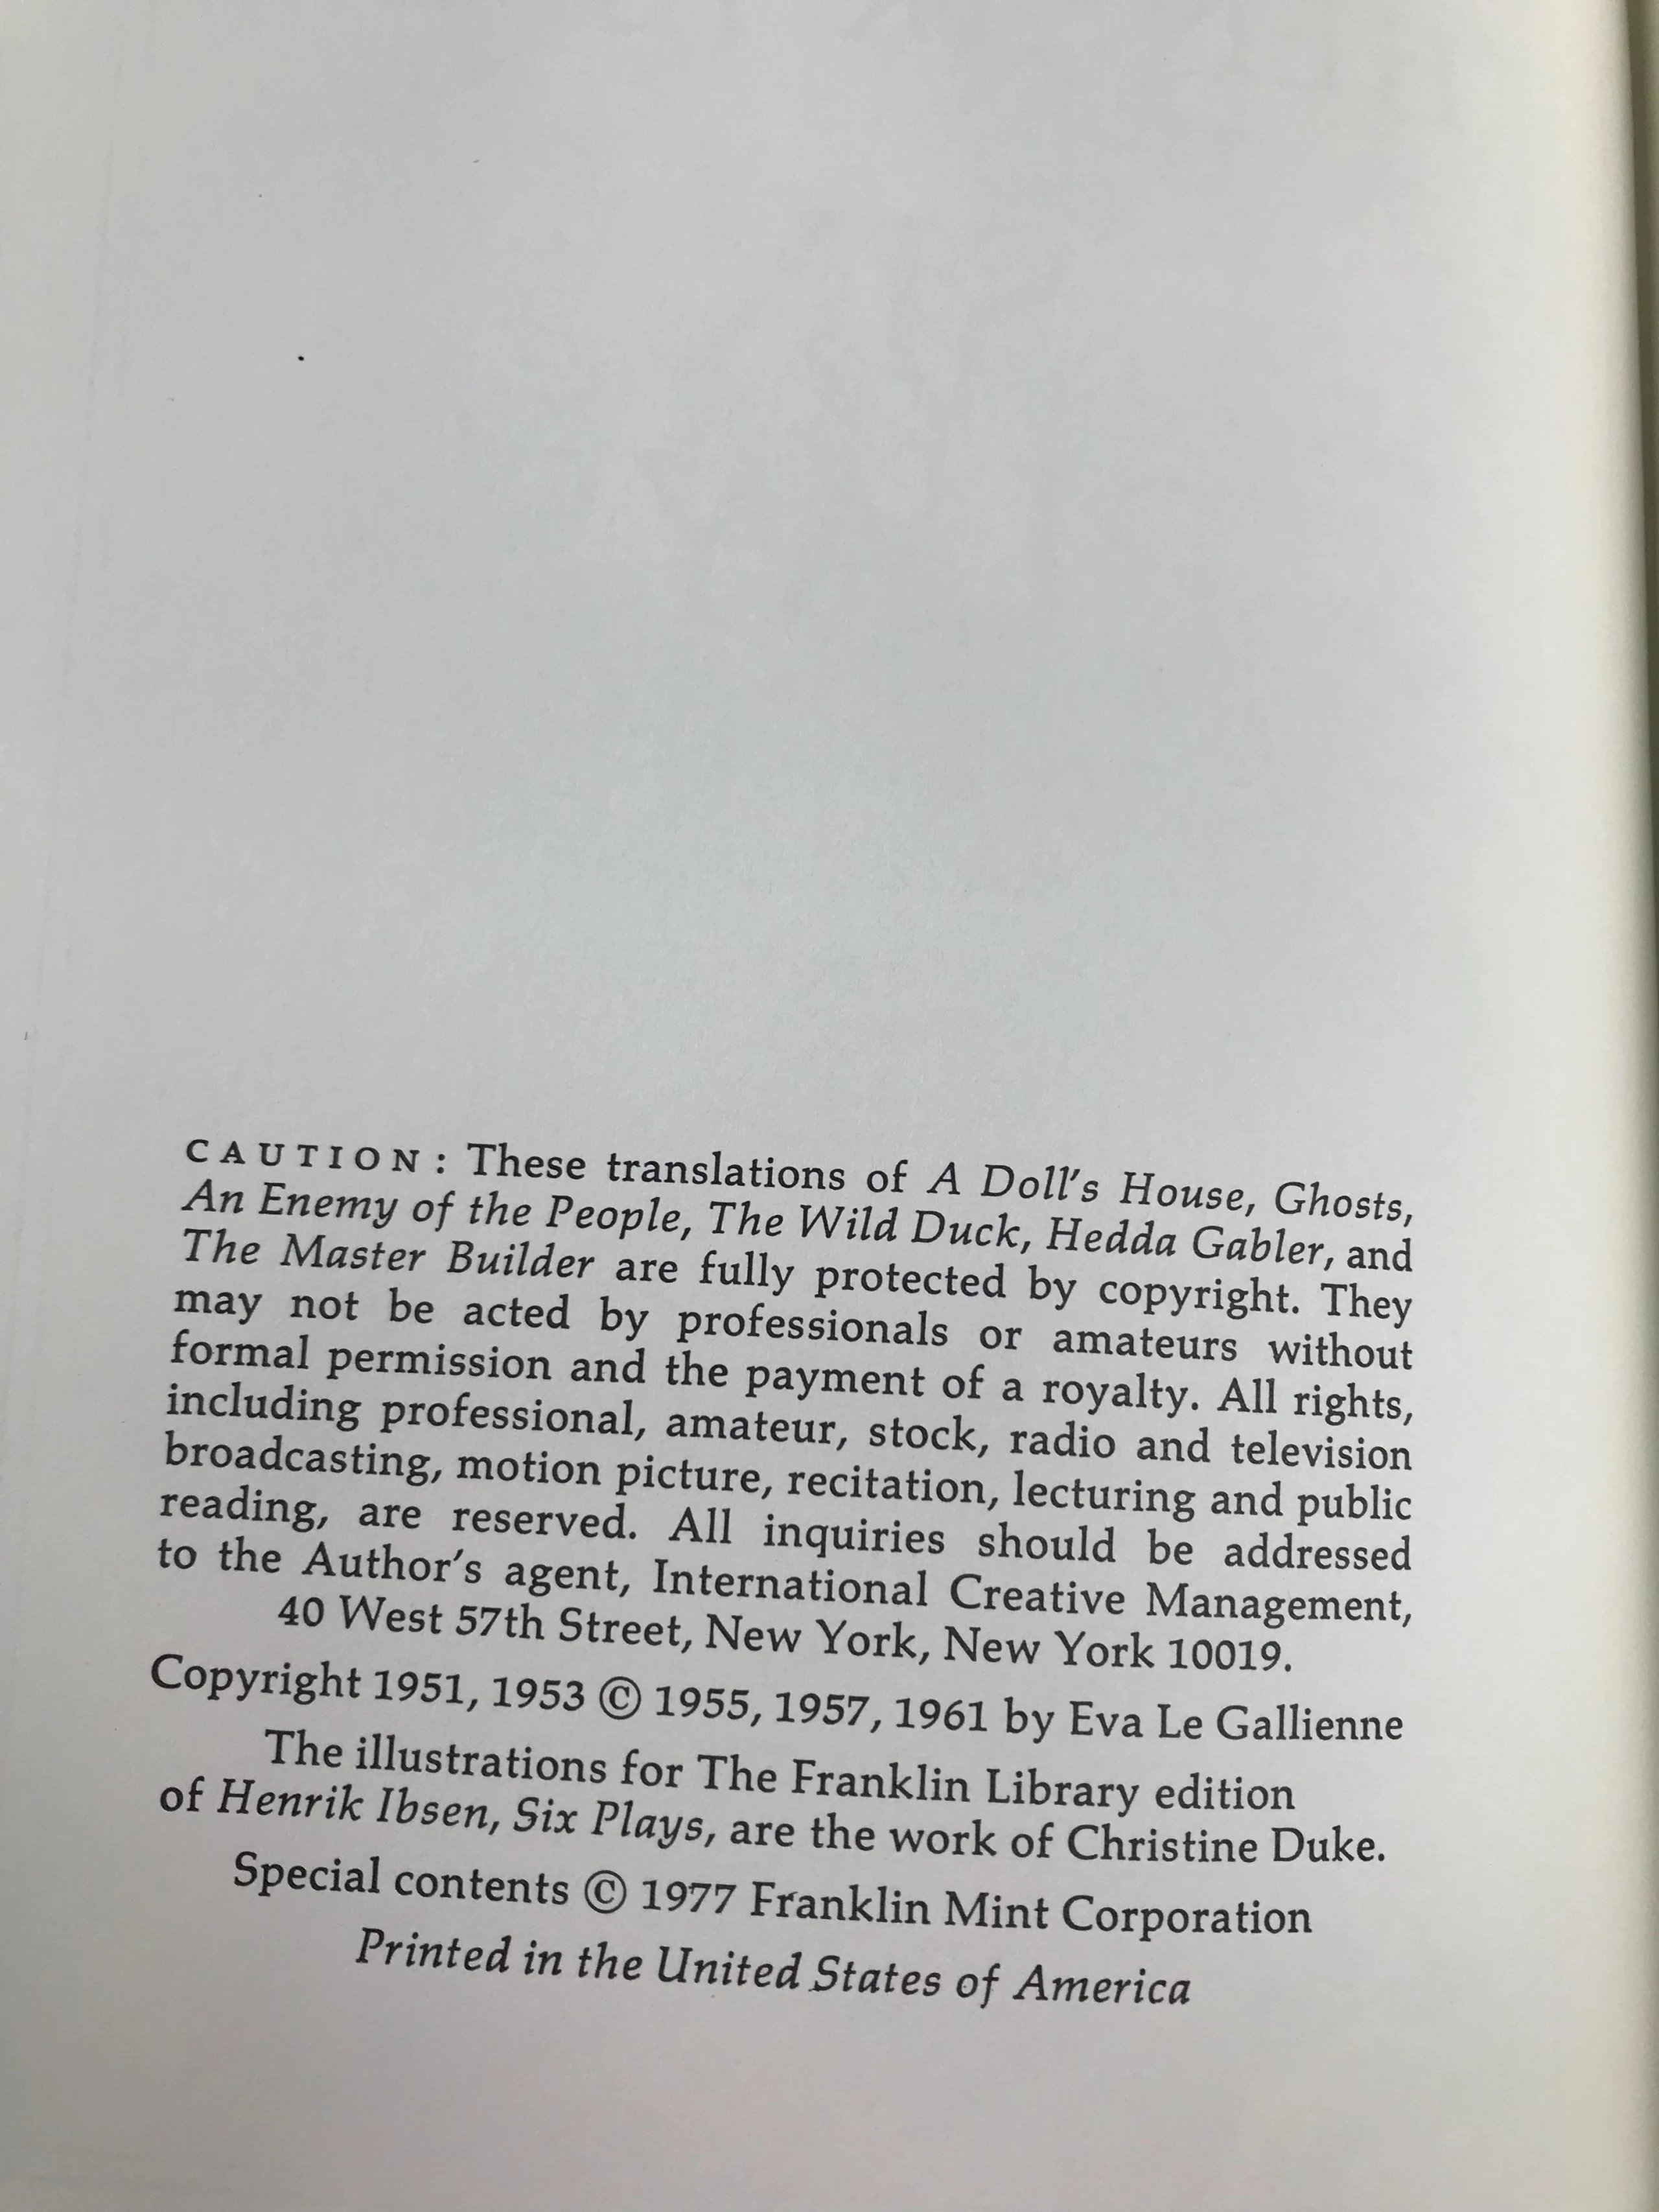 CAUTION: These translations of A Doll's House, Ghosts,
An Enemy of the People, The Wild Duck, Hedda Gabler, and
The Master Builder are fully protected by copyright. They
may not be acted by professionals or amateurs without
formal permission and the payment of a royalty. All rights,
including professional, amateur, stock, radio and television
broadcasting, motion picture, recitation, lecturing and public
reading, are reserved. All inquiries should be addressed
to the Author's agent, International Creative Management,
40 West 57th Street, New York, New York 10019.
Copyright 1951, 1953 © 1955, 1957, 1961 by Eva Le Gallienne
The illustrations for The Franklin Library edition
of Henrik Ibsen, Six Plays, are the work of Christine Duke.
Special contents © 1977 Franklin Mint Corporation
Printed in the United States of America